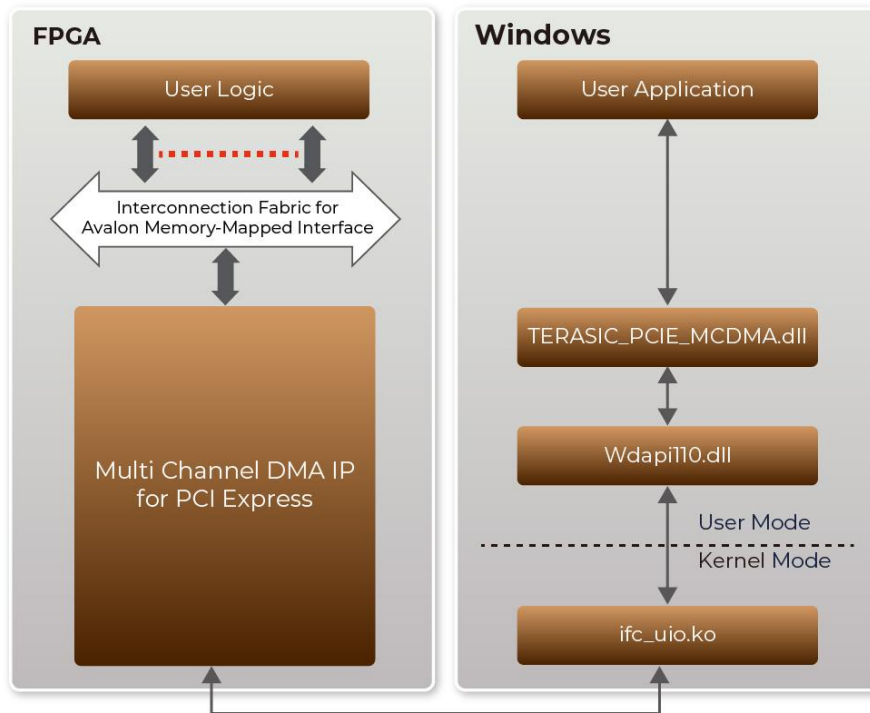 FPGA
User Logic
Interconnection Fabric for
Avalon Memory-Mapped Interface
Multi Channel DMA IP
for PCI Express
Windows
User Application
TERASIC_PCIE_MCDMA.dll
Wdapi110.dll
User Mode
Kernel Mode
ifc_uio.ko